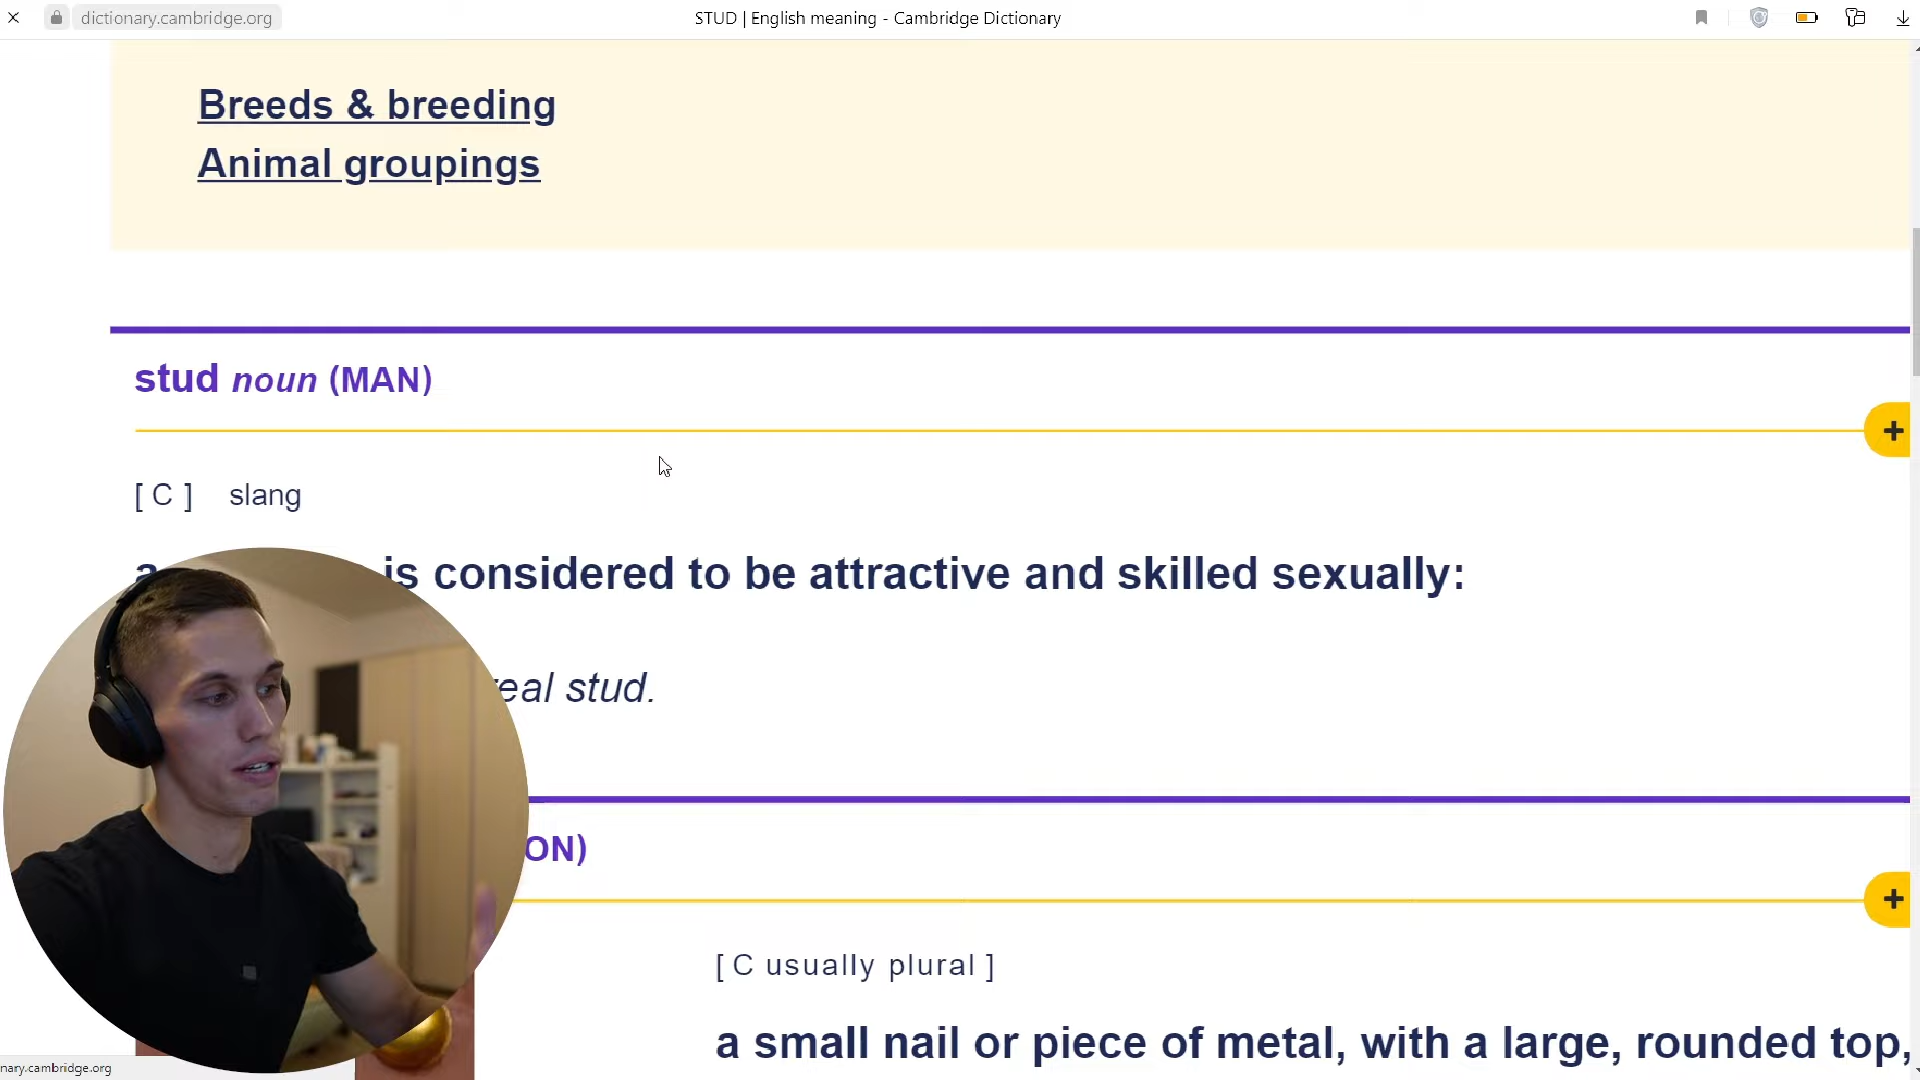 dictionary.cambridge.org
STUD | English meaning - Cambridge Dictionary
Breeds & breeding
Animal groupings
stud noun (MAN)
[ C ] slang
is considered to be attractive and skilled sexually:
real stud.
ON)
[ C usually plural ]
a small nail or piece of metal, with a large, rounded top,
nary.cambridge.org